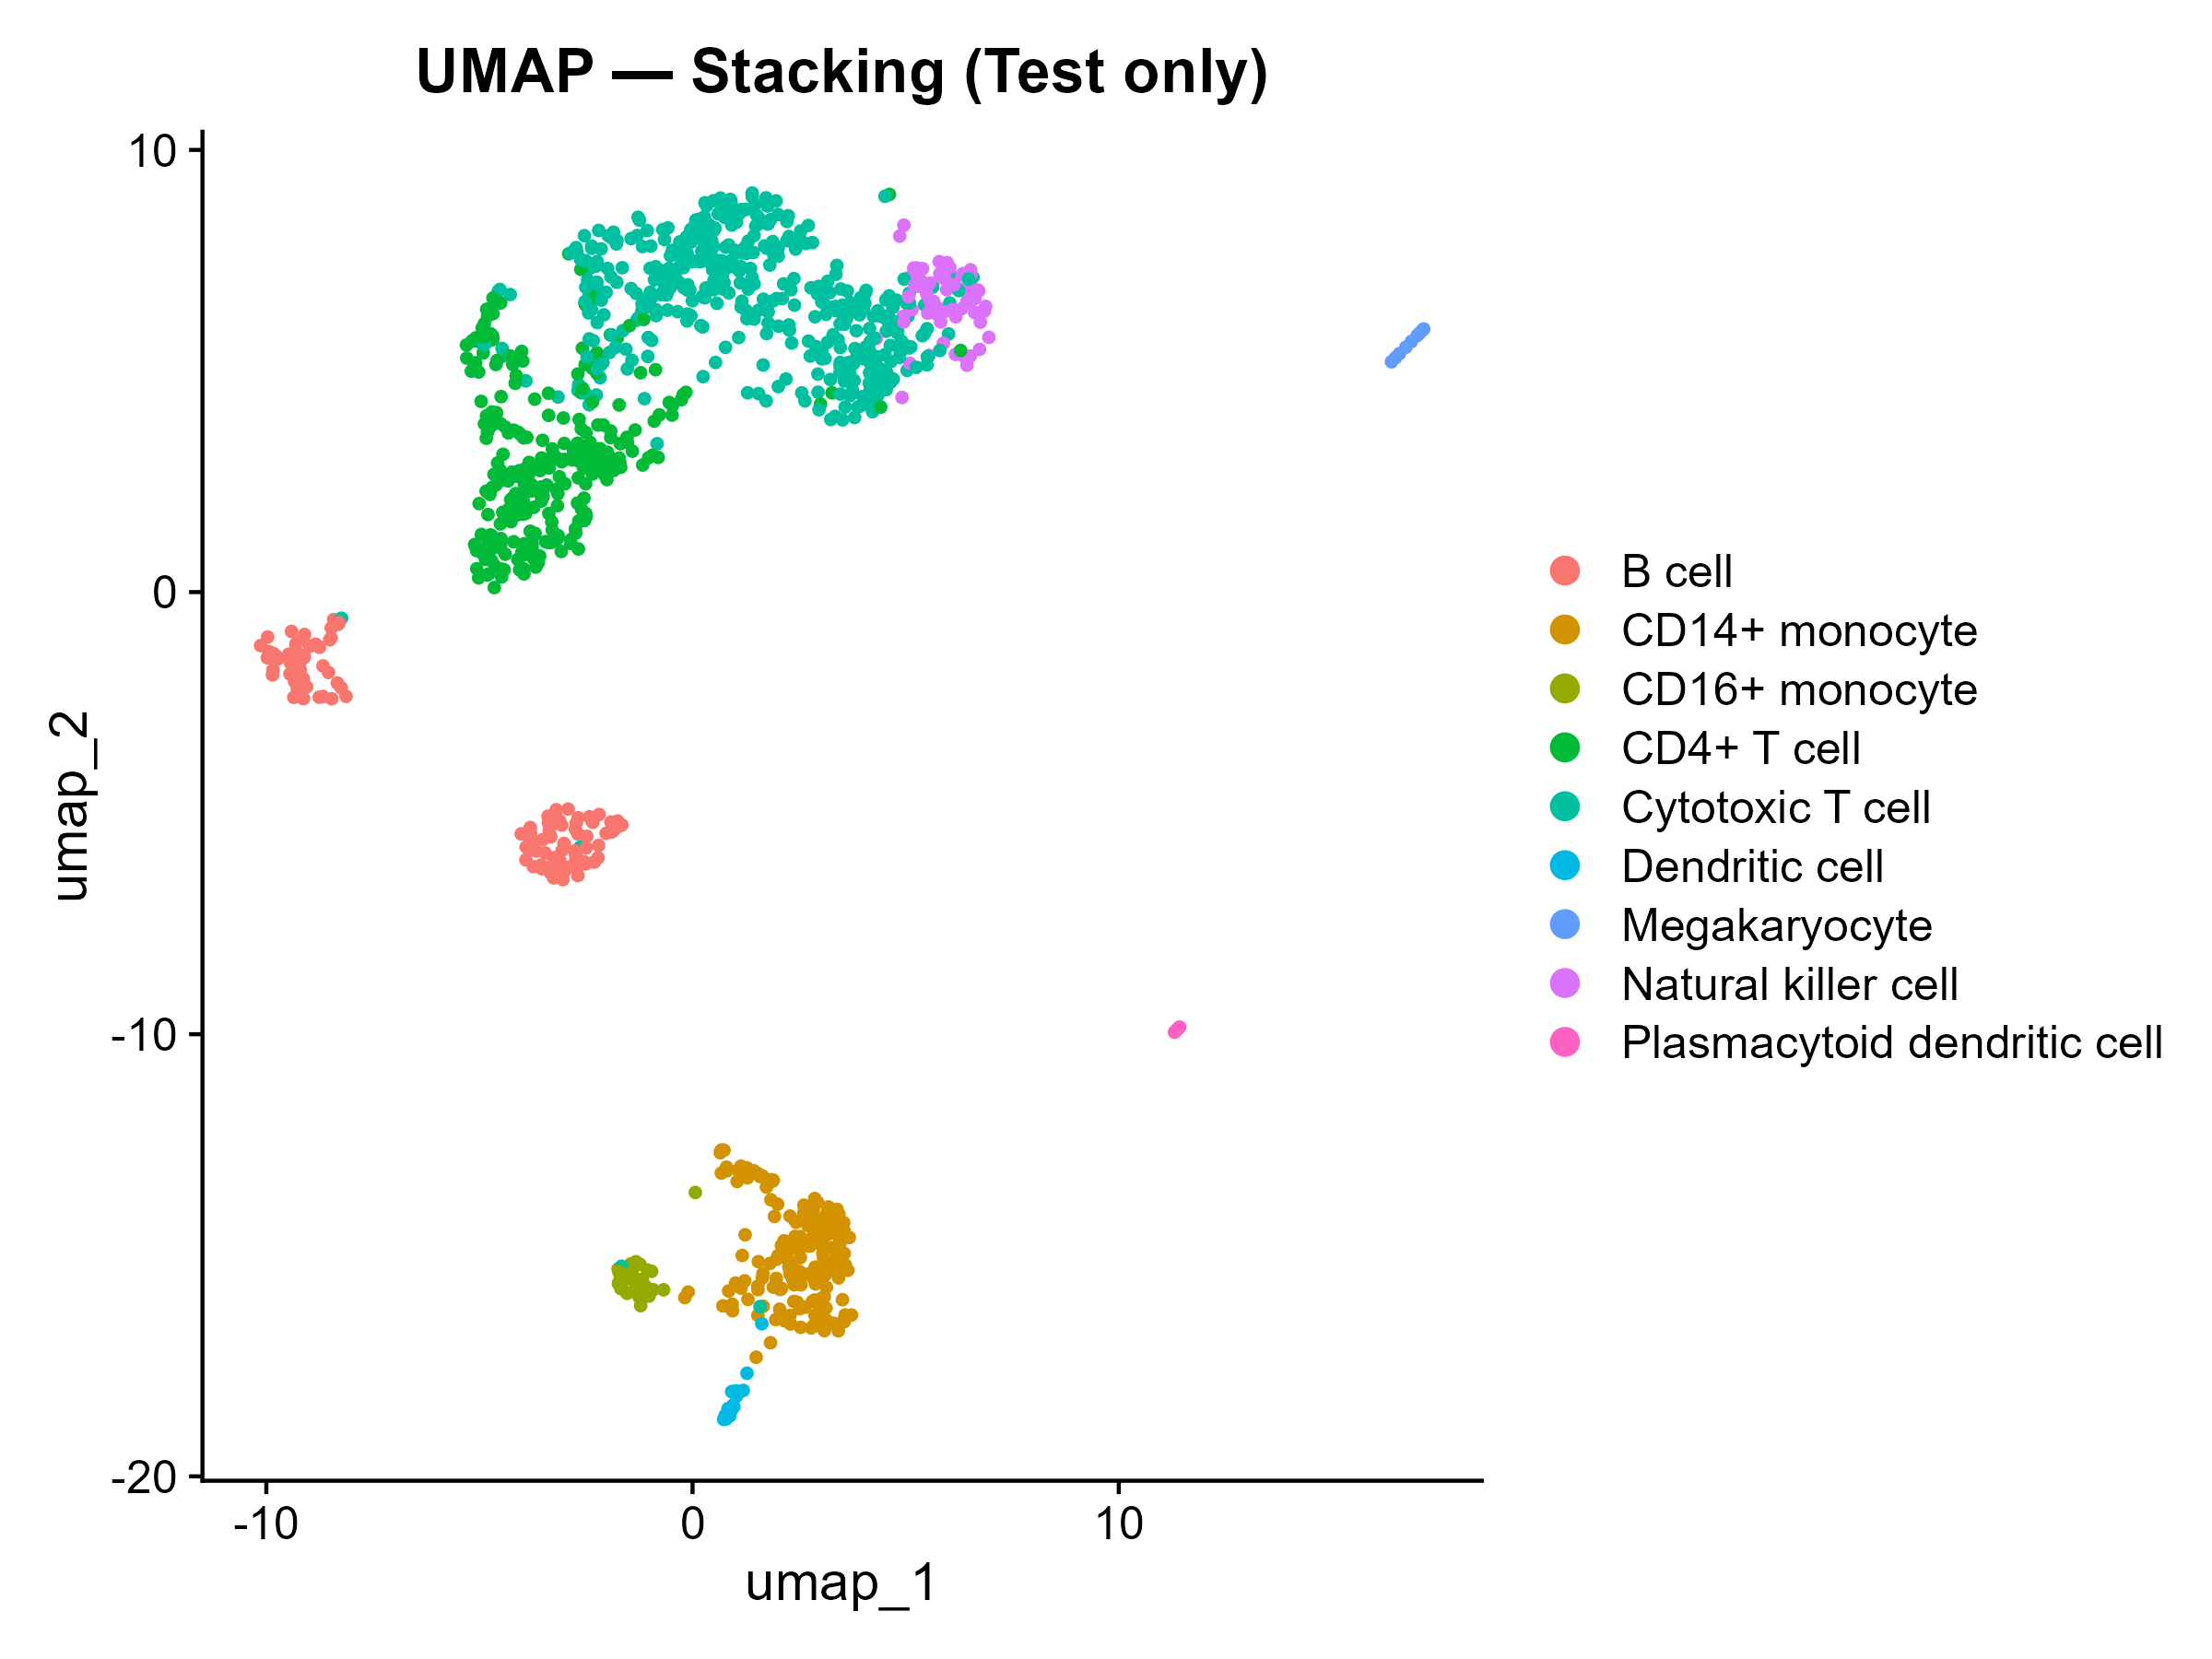 UMAP — Stacking (Test only)
10
0
-10
-20
umap_2
-10
0
10
umap_1
B cell
CD14+ monocyte
CD16+ monocyte
CD4+ T cell
Cytotoxic T cell
Dendritic cell
Megakaryocyte
Natural killer cell
Plasmacytoid dendritic cell